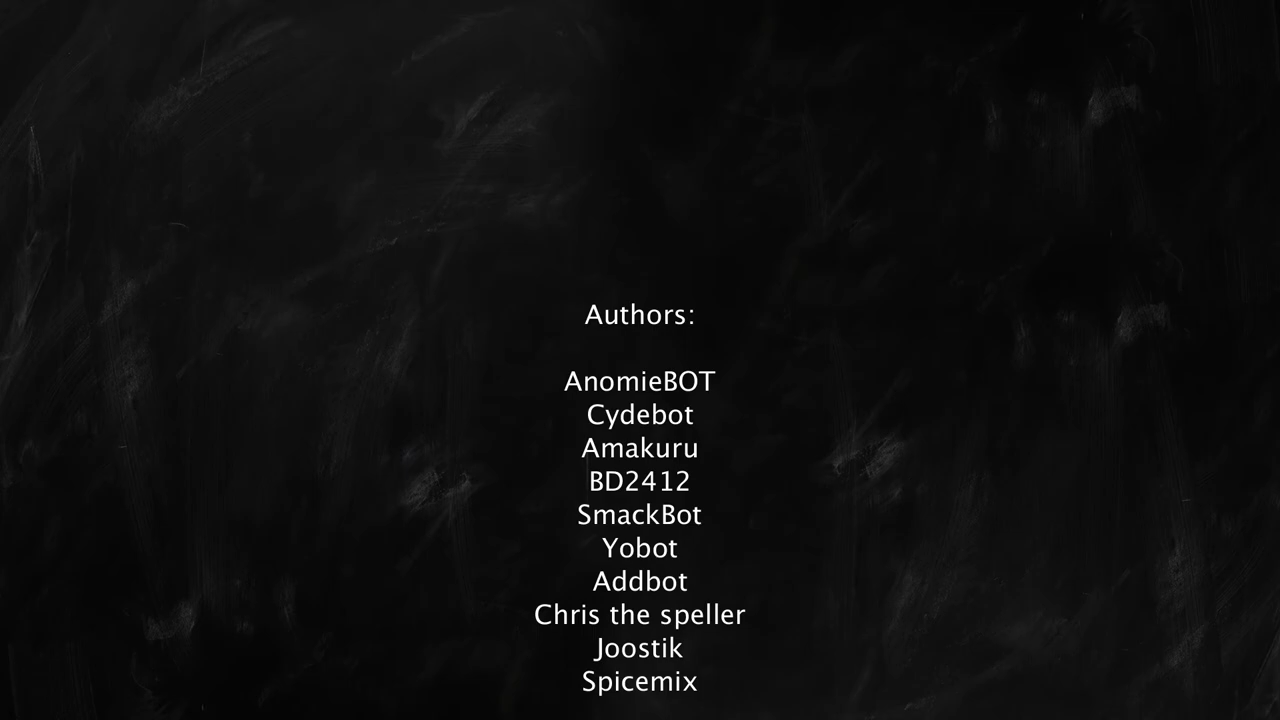 Authors:
AnomieBOT
Cydebot
Amakuru
BD2412
SmackBot
Yobot
Addbot
Chris the speller
Joostik
Spicemix